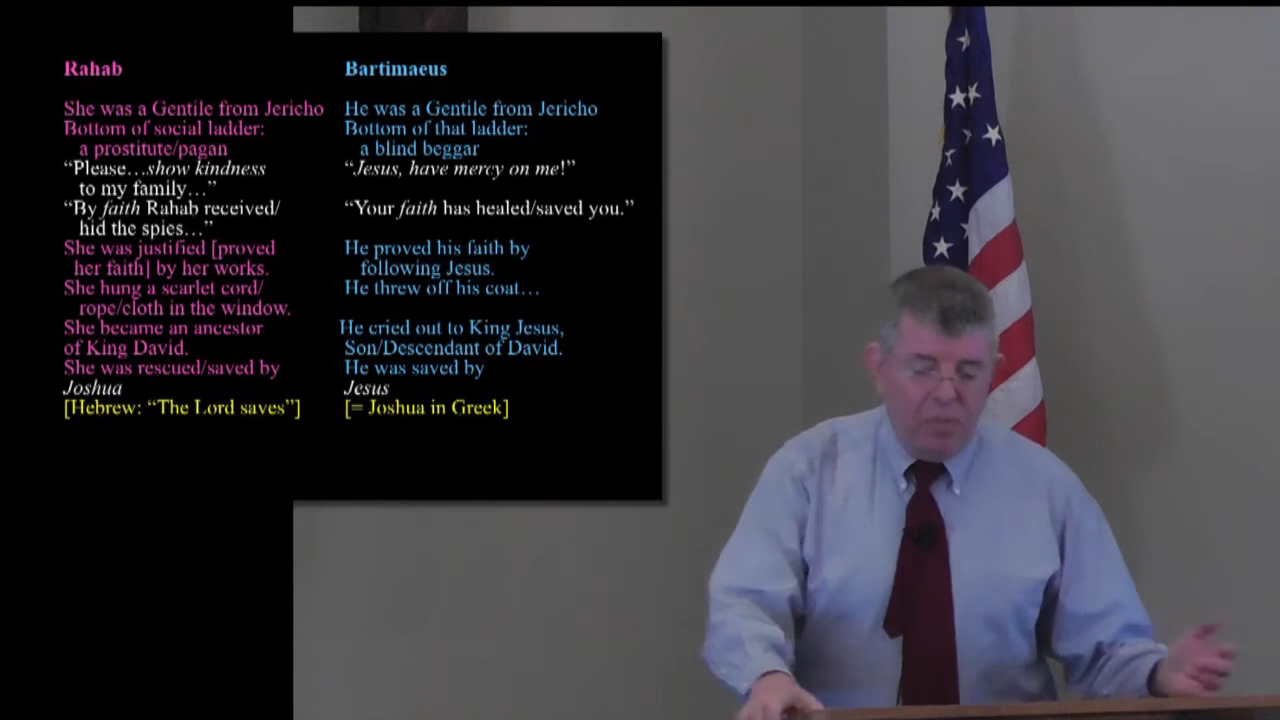 Rahab
She was a Gentile from Jericho
Bottom of social ladder:
a prostitute/pagan
“Please…show kindness
to my family…”
“By faith Rahab received/
hid the spies…”
She was justified [proved
her faith] by her works.
She hung a scarlet cord/
rope/cloth in the window.
She became an ancestor
of King David.
She was rescued/saved by
Joshua
[Hebrew: “The Lord saves”]
Bartimaeus
He was a Gentile from Jericho
Bottom of that ladder:
a blind beggar
“Jesus, have mercy on me!”
“Your faith has healed/saved you.”
He proved his faith by
following Jesus.
He threw off his coat…
He cried out to King Jesus,
Son/Descendant of David.
He was saved by
Jesus
[= Joshua in Greek]